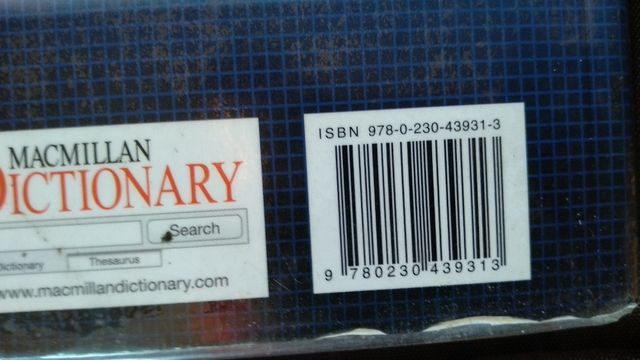 MACMILLAN
DICTIONARY
Search
Dictionary
Thesaurus
www.macmillandictionary.com
ISBN 978-0-230-43931-3
9 780230 439313